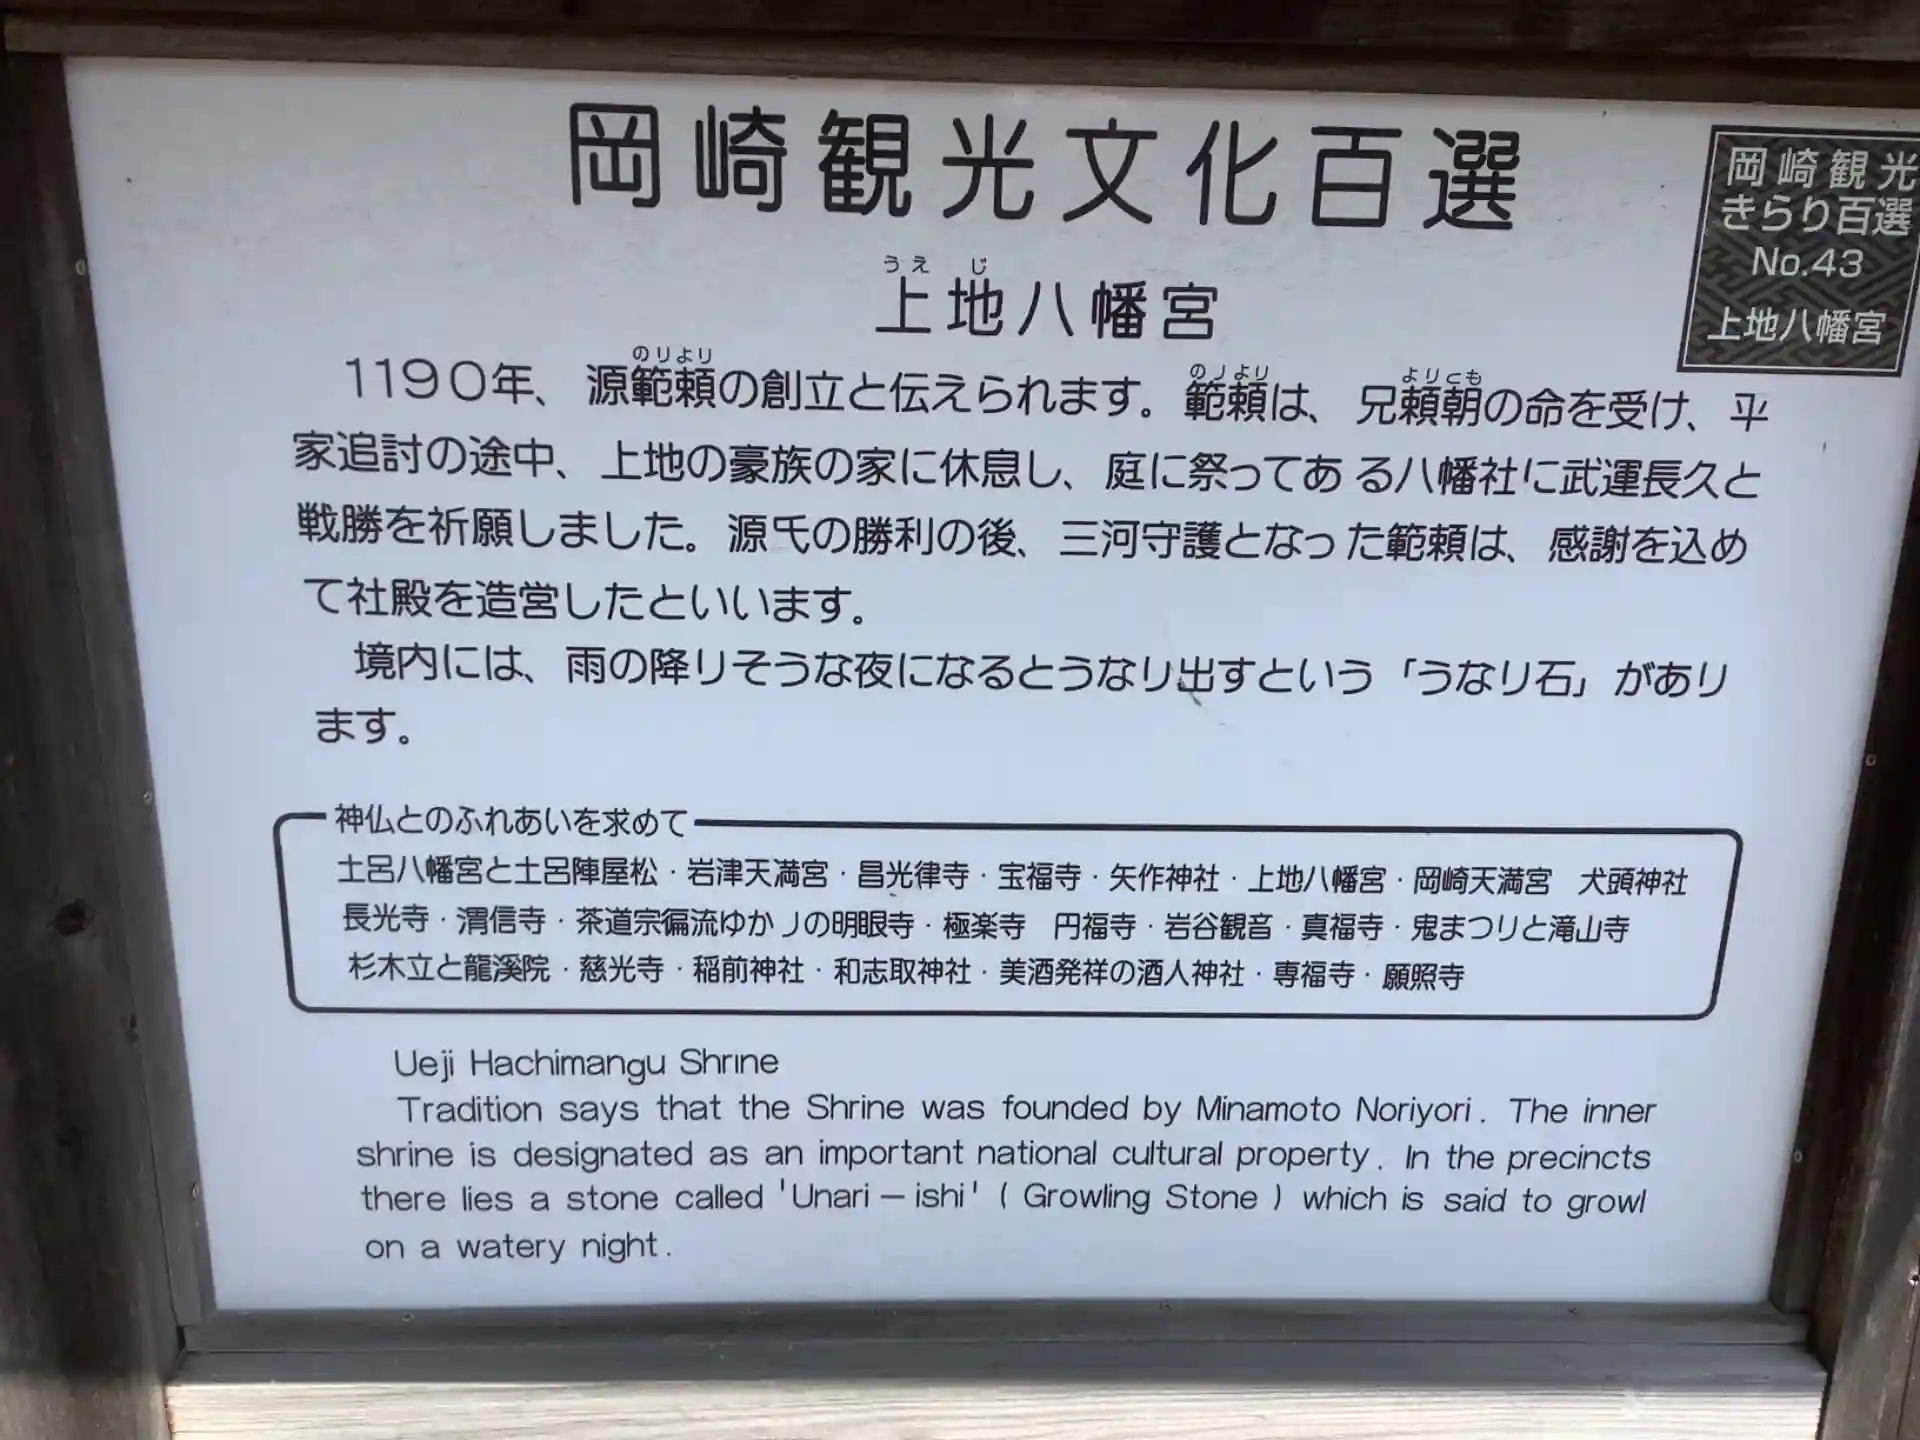 岡崎観光文化百選
岡崎観光
きらり百選
No.43
上地八幡宮
うえ じ
上地八幡宮
のりより のりより よりとも
1190年、源範頼の創立と伝えられます。範頼は、兄頼朝の命を受け、平
家追討の途中、上地の豪族の家に休息し、庭に祭ってある八幡社に武運長久と
戦勝を祈願しました。源氏の勝利の後、三河守護となった範頼は、感謝を込め
て社殿を造営したといいます。
境内には、雨の降りそうな夜になるとうなり出すという「うなり石」があり
ます。
神仏とのふれあいを求めて
土呂八幡宮と土呂陣屋松・岩津天満宮・昌光律寺・宝福寺・矢作神社・上地八幡宮・岡崎天満宮 犬頭神社
長光寺・渭信寺・茶道宗徧流ゆかりの明眼寺・極楽寺 円福寺・岩谷観音・真福寺・鬼まつりと滝山寺
杉木立と龍溪院・慈光寺・稲前神社・和志取神社・美酒発祥の酒人神社・専福寺・願照寺
Ueji Hachimangu Shrine
Tradition says that the Shrine was founded by Minamoto Noriyori. The inner
shrine is designated as an important national cultural property. In the precincts
there lies a stone called 'Unari－ishi' ( Growling Stone ) which is said to growl
on a watery night.